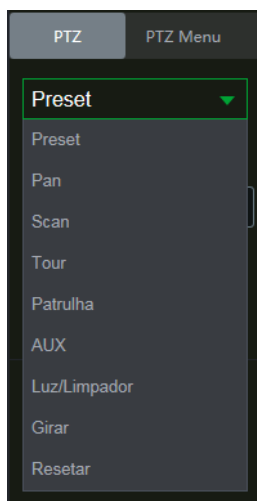 PTZ PTZ Menu
Preset
Preset
Pan
Scan
Tour
Patrulha
AUX
Luz/Limpador
Girar
Resetar